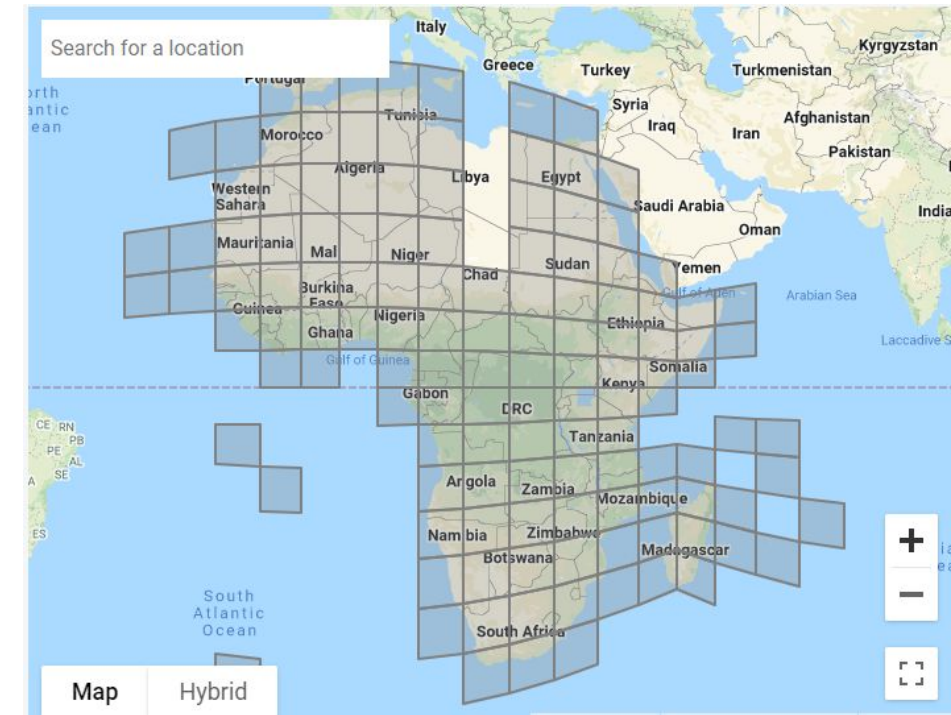 Search for a location
Italy
Kyrgyzstan
Greece
Turkey
Turkmenistan
Portugal
orth
antic
ean
Tunisia
Syria
Afghanistan
Morocco
Iraq
Iran
Pakistan
Algeria
Libya
Egypt
Western
Sahara
Saudi Arabia
India
Oman
Mauritania
Mal
Niger
Chad
Sudan
Yemen
Gulf of Aden
Arabian Sea
Burkina
Faso
Guinea
Nigeria
Ghana
Ethiopia
Laccadive S
Gulf of Guinea
Somalia
Kenya
Gabon
DRC
CE RN
PB
PE
AL
SE
A
Tanzania
Angola
Zambia
Mozambique
ES
Namibia
Zimbabwe
Botswana
Madagascar
+
−
South
Atlantic
Ocean
South Africa
Map Hybrid